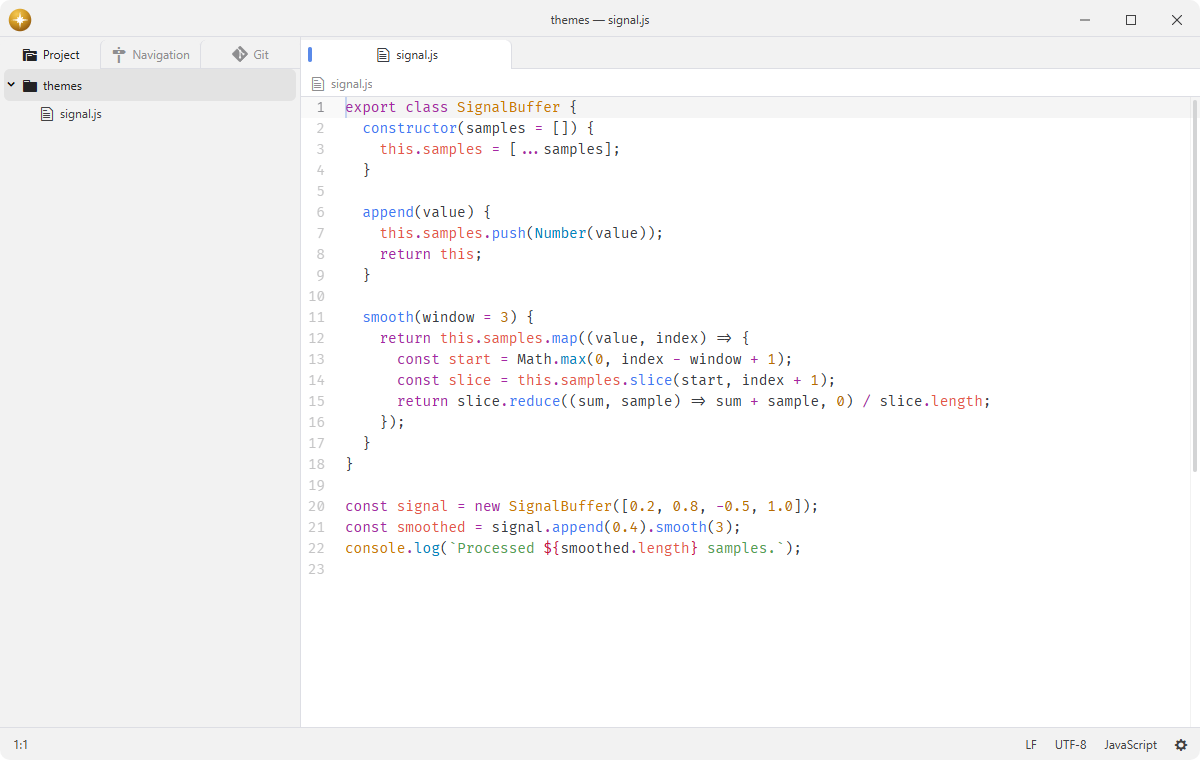 themes — signal.js
Project
Navigation
Git
signal.js
themes
signal.js
signal.js
1 export class SignalBuffer {
2   constructor(samples = []) {
3     this.samples = [...samples];
4   }
5
6   append(value) {
7     this.samples.push(Number(value));
8     return this;
9   }
10
11   smooth(window = 3) {
12     return this.samples.map((value, index) => {
13       const start = Math.max(0, index - window + 1);
14       const slice = this.samples.slice(start, index + 1);
15       return slice.reduce((sum, sample) => sum + sample, 0) / slice.length;
16     });
17   }
18 }
19
20 const signal = new SignalBuffer([0.2, 0.8, -0.5, 1.0]);
21 const smoothed = signal.append(0.4).smooth(3);
22 console.log(`Processed ${smoothed.length} samples.`);
23
1:1
LF
UTF-8
JavaScript